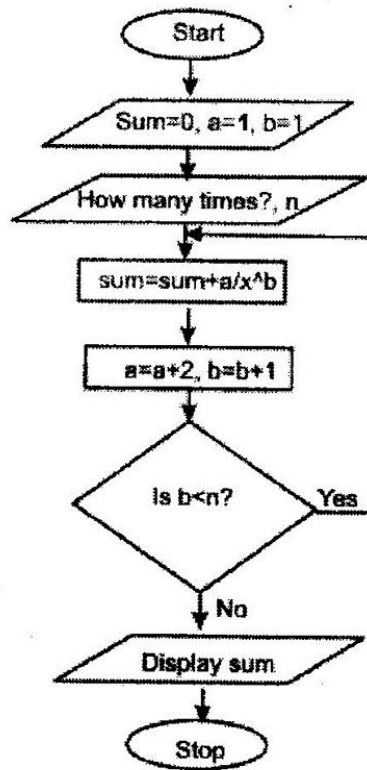 Start
Sum=0, a=1, b=1
How many times?, n
sum=sum+a/x^b
a=a+2, b=b+1
Is b<n?
Yes
No
Display sum
Stop